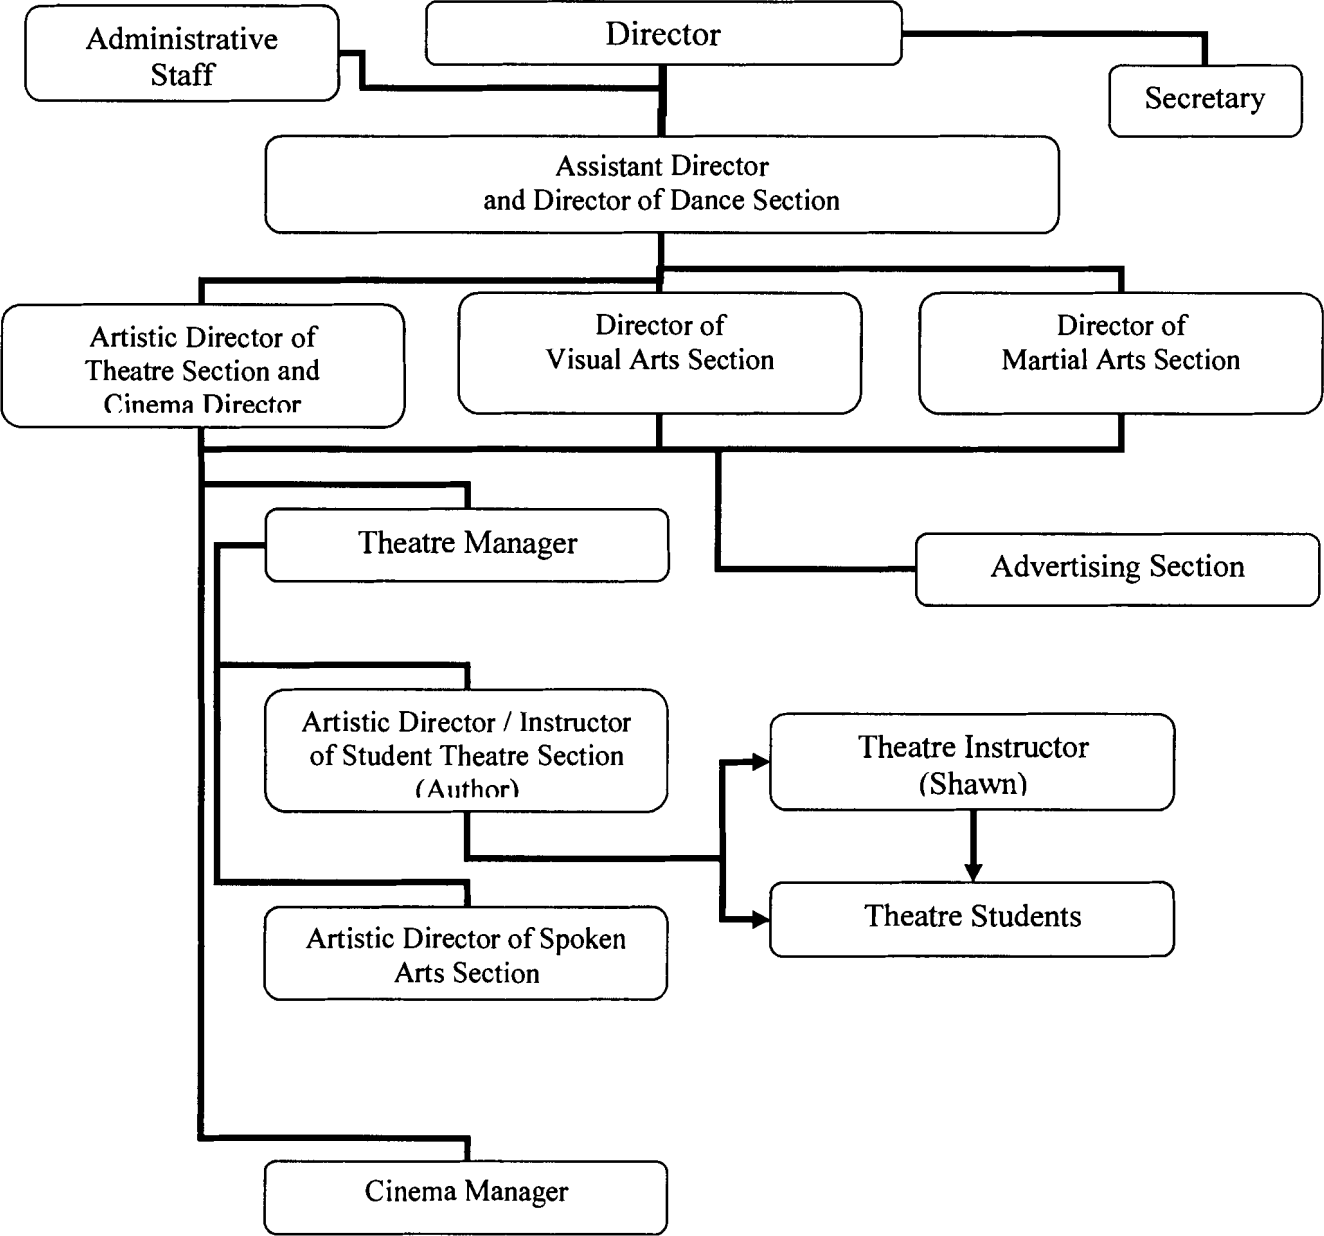 Administrative
Staff
Director
Secretary
Assistant Director
and Director of Dance Section
Artistic Director of
Theatre Section and
Cinema Director
Director of
Visual Arts Section
Director of
Martial Arts Section
Theatre Manager
Advertising Section
Artistic Director / Instructor
of Student Theatre Section
(Author)
Theatre Instructor
(Shawn)
Theatre Students
Artistic Director of Spoken
Arts Section
Cinema Manager